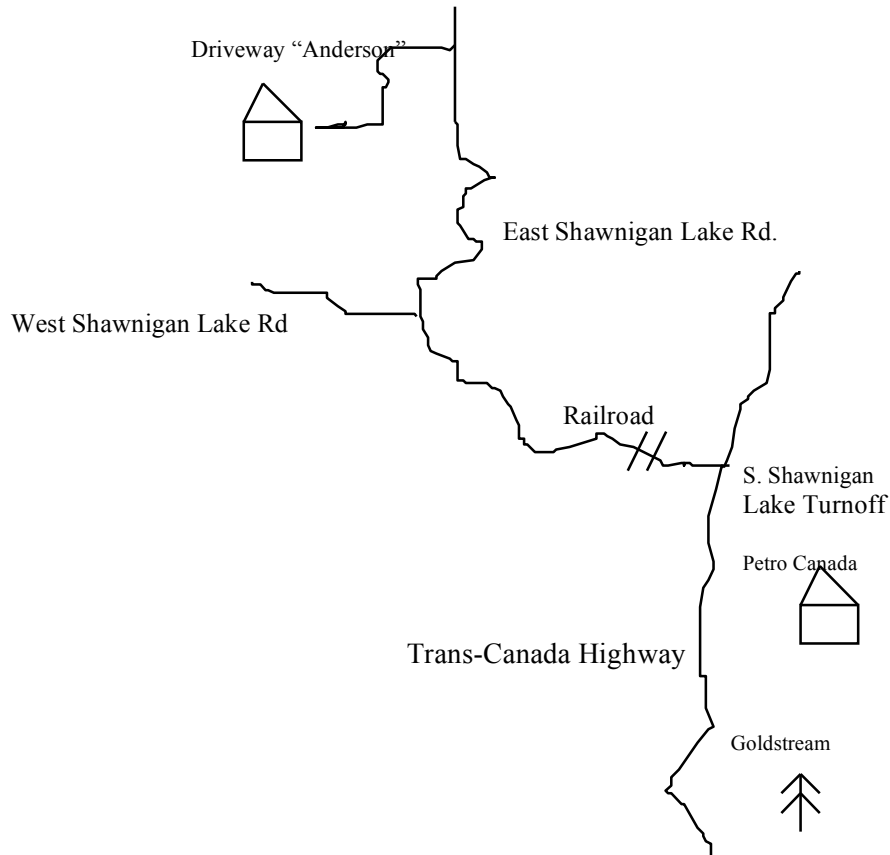 Driveway “Anderson”
East Shawnigan Lake Rd.
West Shawnigan Lake Rd
Railroad
S. Shawnigan
Lake Turnoff
Petro Canada
Trans-Canada Highway
Goldstream